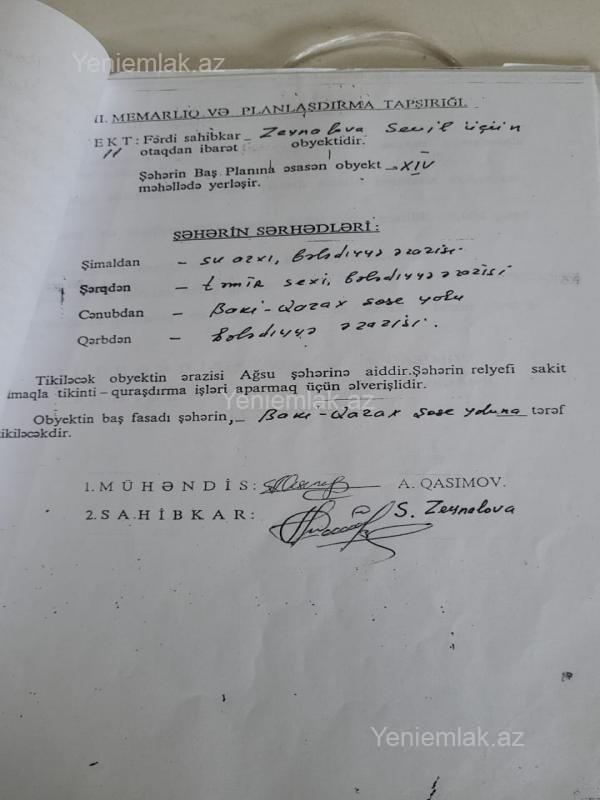 Yeniemlak.az
II. MEMARLIQ VƏ PLANLAŞDIRMA TAPŞIRIĞI.
EKT: Fərdi sahibkar – Zeynalova Sevil üçün
11 otaqdan ibarət obyektidir.
Şəhərin Baş Planına əsasən obyekt – XIV
məhəllədə yerləşir.
ŞƏHƏRİN SƏRHƏDLƏRİ:
Şimaldan – su arxı, bələdiyyə ərazisi.
Şərqdən – təmir sexi, bələdiyyə ərazisi
Cənubdan – Bakı-Qazax şose yolu
Qərbdən – bələdiyyə ərazisi.
Tikiləcək obyektin ərazisi Ağsu şəhərinə aiddir.Şəhərin relyefi sakit
maqla tikinti – quraşdırma işləri aparmaq üçün əlverişlidir.
Yeniemlak.az
Obyektin baş fasadı şəhərin, – Bakı-Qazax şose yoluna tərəf
ikiləcəkdir.
1. MÜHƏNDİS: A. QASIMOV.
2. SAHİBKAR: S. Zeynalova
Yeniemlak.az